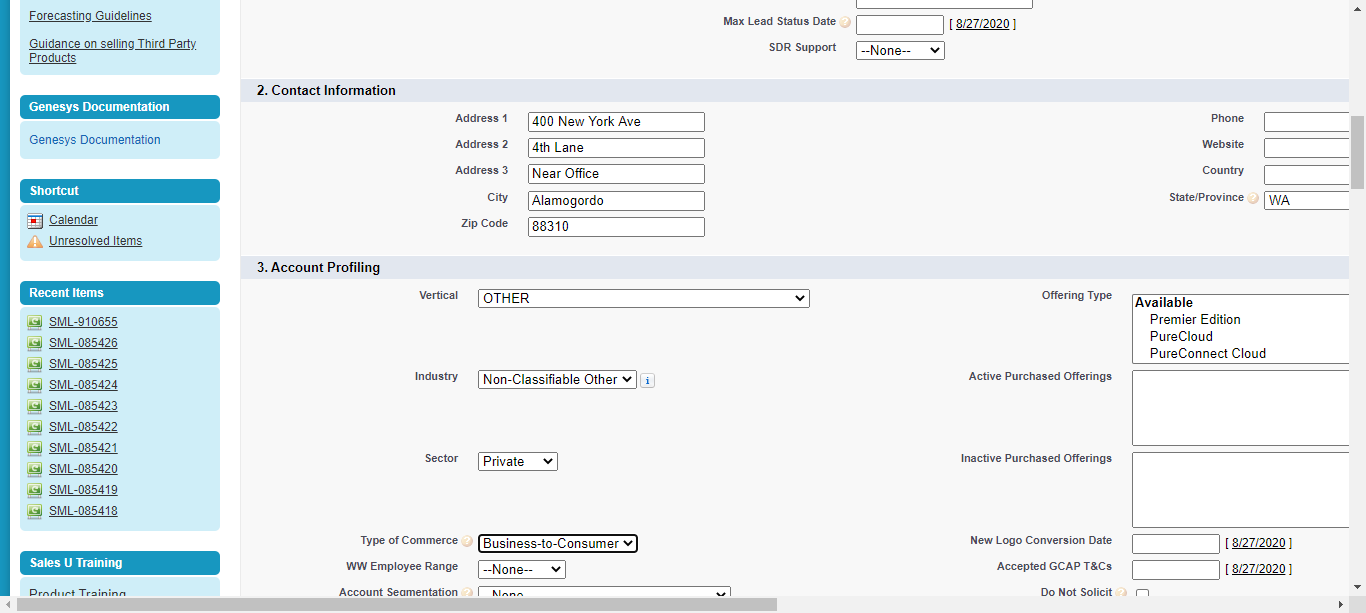 Forecasting Guidelines
Guidance on selling Third Party
Products
Genesys Documentation
Genesys Documentation
Shortcut
Calendar
Unresolved Items
Recent Items
SML-910655
SML-085426
SML-085425
SML-085424
SML-085423
SML-085422
SML-085421
SML-085420
SML-085419
SML-085418
Sales U Training
Product Training
Max Lead Status Date [ 8/27/2020 ]
SDR Support --None--
2. Contact Information
Address 1 400 New York Ave
Address 2 4th Lane
Address 3 Near Office
City Alamogordo
Zip Code 88310
Phone
Website
Country
State/Province WA
3. Account Profiling
Vertical OTHER
Industry Non-Classifiable Other
Sector Private
Type of Commerce Business-to-Consumer
WW Employee Range --None--
Account Segmentation --None--
Offering Type Available
Premier Edition
PureCloud
PureConnect Cloud
Active Purchased Offerings
Inactive Purchased Offerings
New Logo Conversion Date [ 8/27/2020 ]
Accepted GCAP T&Cs [ 8/27/2020 ]
Do Not Solicit